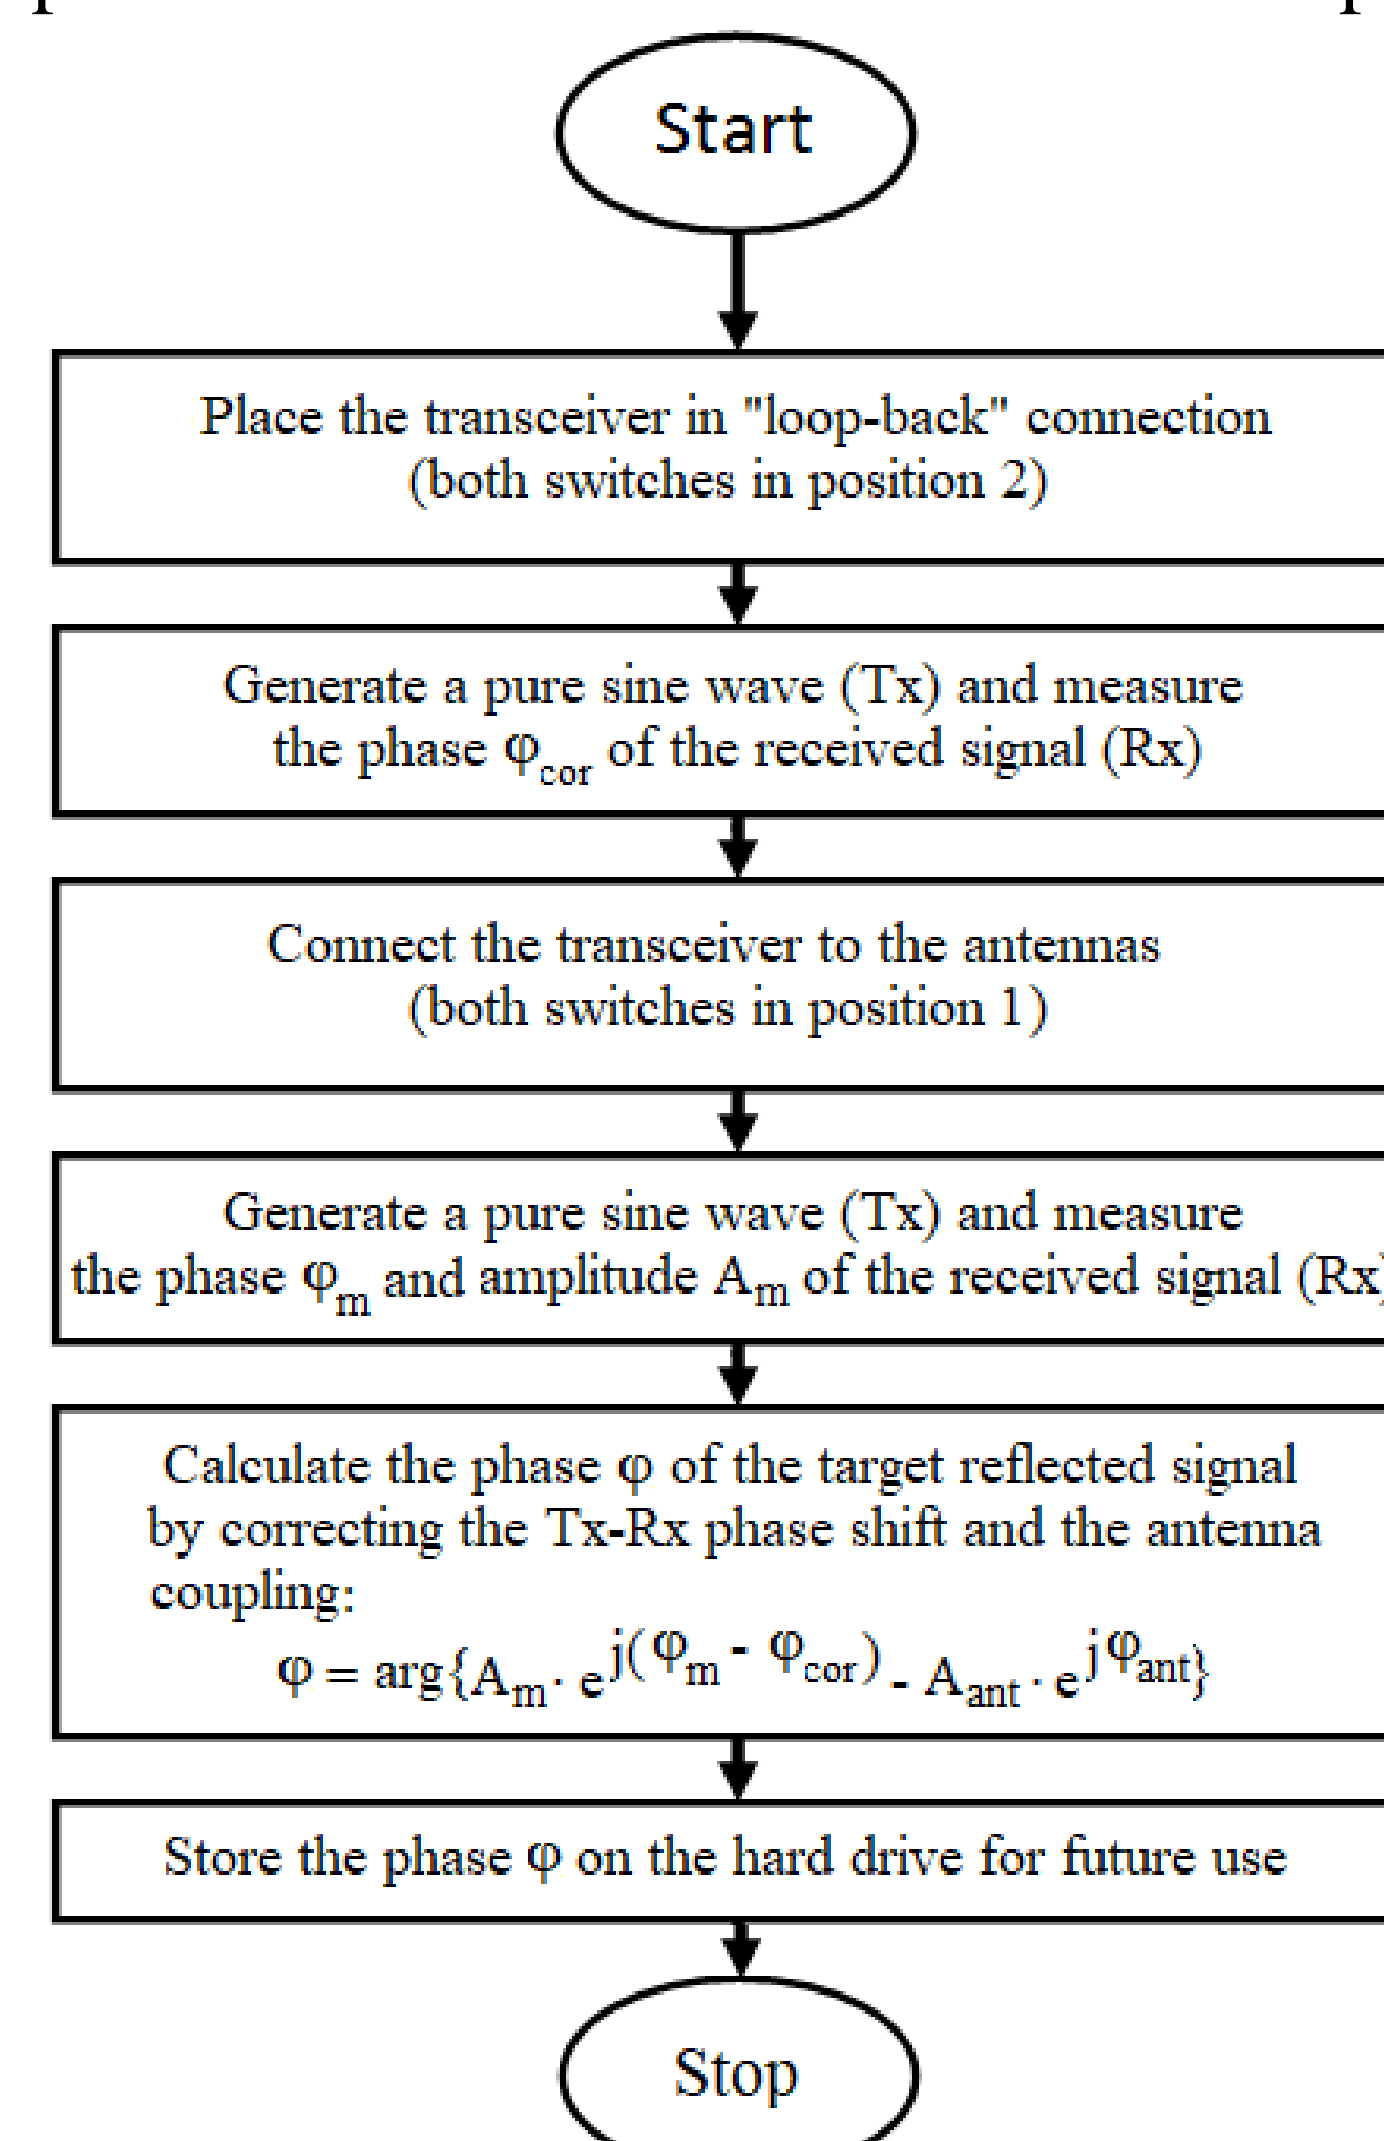 Start
Place the transceiver in "loop-back" connection
(both switches in position 2)
Generate a pure sine wave (Tx) and measure
the phase φcor of the received signal (Rx)
Connect the transceiver to the antennas
(both switches in position 1)
Generate a pure sine wave (Tx) and measure
the phase φm and amplitude Am of the received signal (Rx)
Calculate the phase φ of the target reflected signal
by correcting the Tx-Rx phase shift and the antenna
coupling:
φ = arg{Am · e^j(φm - φcor) - Aant · e^jφant}
Store the phase φ on the hard drive for future use
Stop